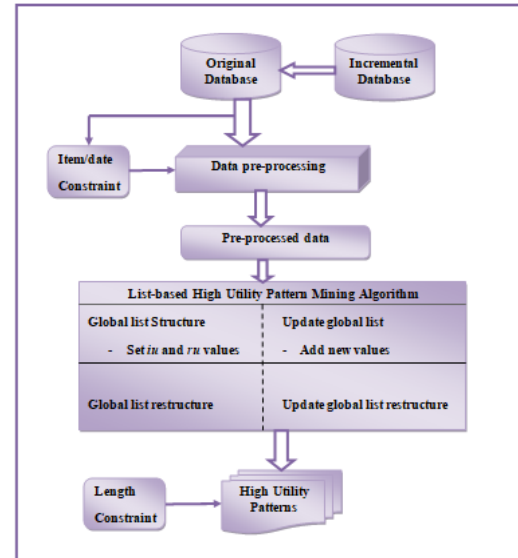 Original
Database
Incremental
Database
Item/date
Constraint
Data pre-processing
Pre-processed data
List-based High Utility Pattern Mining Algorithm
Global list Structure
- Set iu and ru values
Update global list
- Add new values
Global list restructure
Update global list restructure
Length
Constraint
High Utility
Patterns